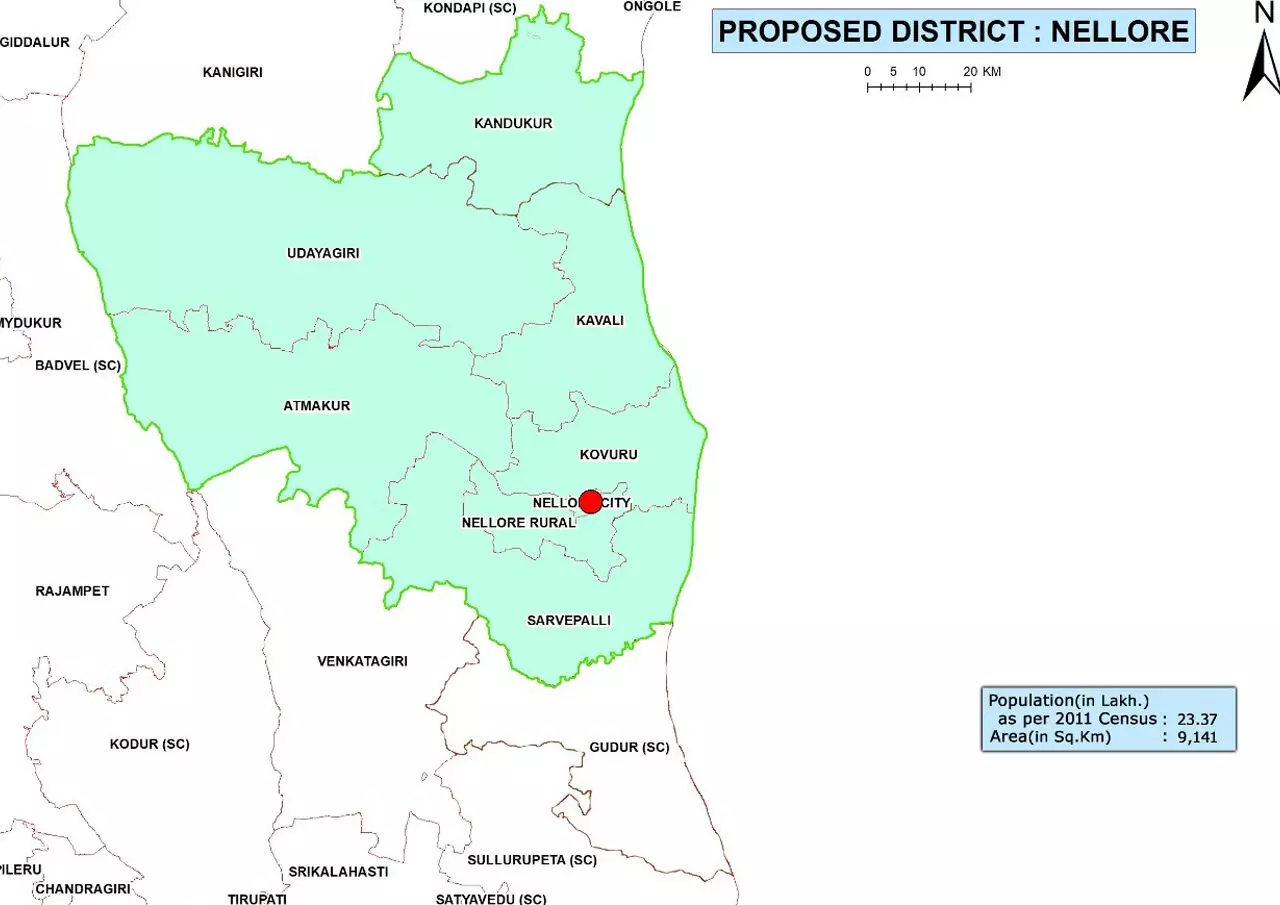 KONDAPI (SC)
ONGOLE
N
PROPOSED DISTRICT : NELLORE
GIDDALUR
KANIGIRI
0 5 10 20 KM
KANDUKUR
UDAYAGIRI
KAVALI
MYDUKUR
BADVEL (SC)
ATMAKUR
KOVURU
NELLO CITY
NELLORE RURAL
RAJAMPET
SARVEPALLI
VENKATAGIRI
Population(in Lakh.)
as per 2011 Census : 23.37
Area(in Sq.Km) : 9,141
KODUR (SC)
GUDUR (SC)
SULLURUPETA (SC)
PILERU
SRIKALAHASTI
CHANDRAGIRI
TIRUPATI
SATYAVEDU (SC)